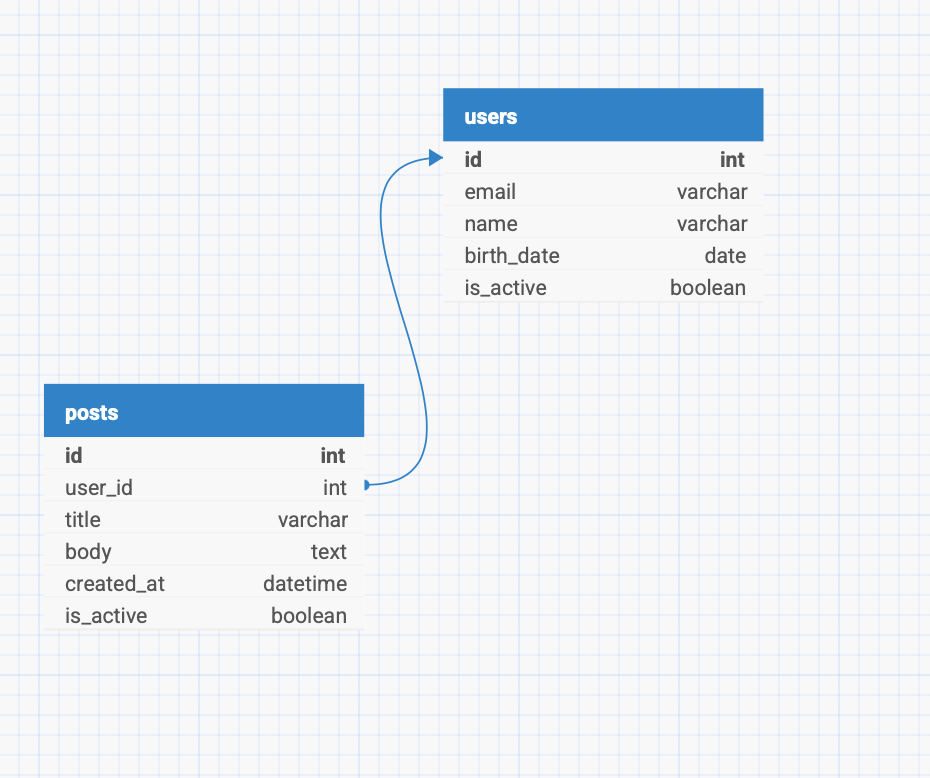 users
id int
email varchar
name varchar
birth_date date
is_active boolean
posts
id int
user_id int
title varchar
body text
created_at datetime
is_active boolean